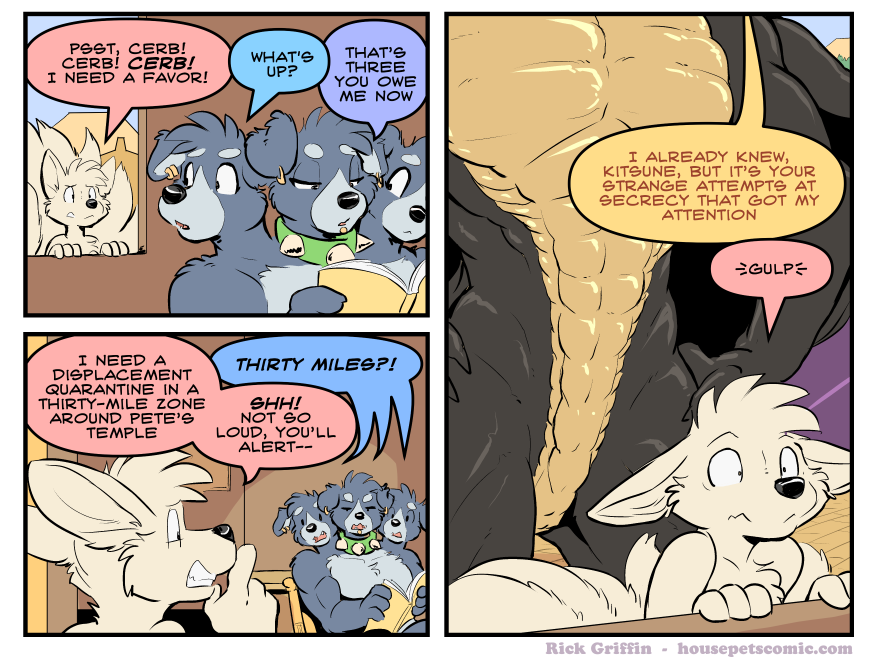 PSST, CERB!
CERB! CERB!
I NEED A FAVOR!
WHAT'S
UP?
THAT'S
THREE
YOU OWE
ME NOW
I NEED A
DISPLACEMENT
QUARANTINE IN A
THIRTY-MILE ZONE
AROUND PETE'S
TEMPLE
THIRTY MILES?!
SHH!
NOT SO
LOUD, YOU'LL
ALERT--
I ALREADY KNEW,
KITSUNE, BUT IT'S YOUR
STRANGE ATTEMPTS AT
SECRECY THAT GOT MY
ATTENTION
GULP
Rick Griffin - housepetscomic.com